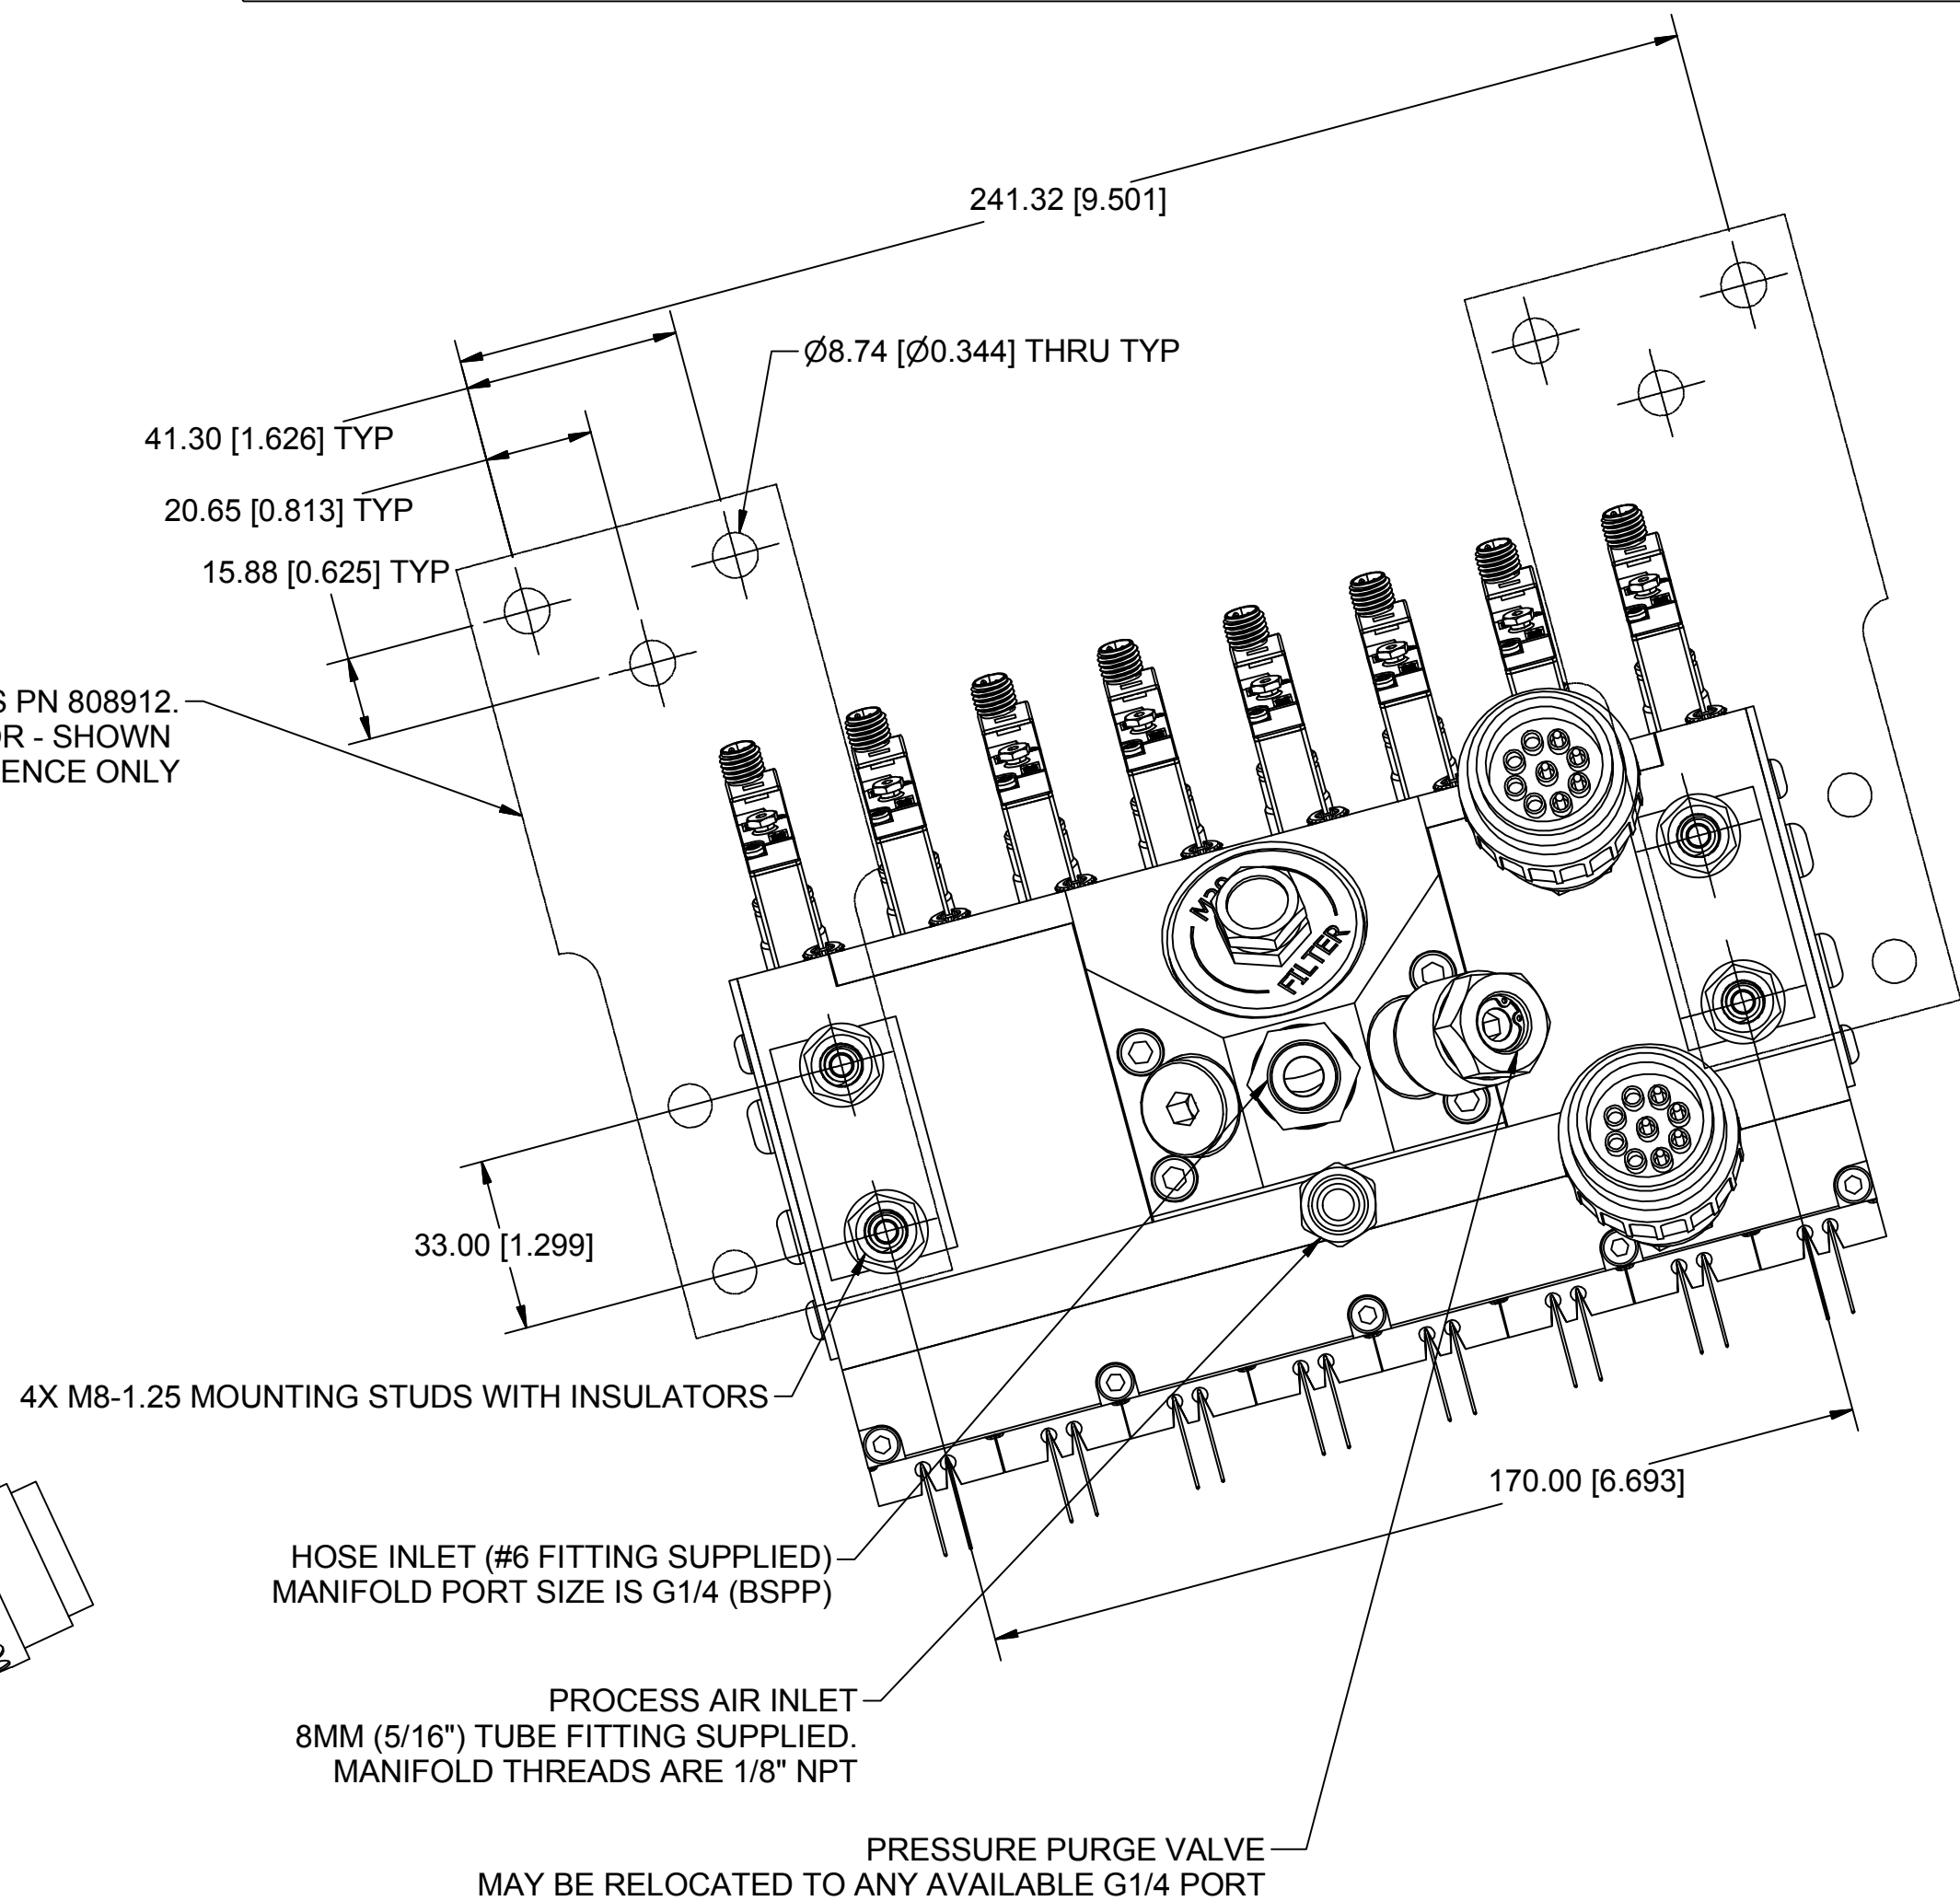 241.32 [9.501]
Ø8.74 [Ø0.344] THRU TYP
41.30 [1.626] TYP
20.65 [0.813] TYP
15.88 [0.625] TYP
PN 808912.
- SHOWN
ONLY
FILTER
33.00 [1.299]
4X M8-1.25 MOUNTING STUDS WITH INSULATORS
170.00 [6.693]
HOSE INLET (#6 FITTING SUPPLIED)
MANIFOLD PORT SIZE IS G1/4 (BSPP)
PROCESS AIR INLET
8MM (5/16") TUBE FITTING SUPPLIED.
MANIFOLD THREADS ARE 1/8" NPT
PRESSURE PURGE VALVE
MAY BE RELOCATED TO ANY AVAILABLE G1/4 PORT